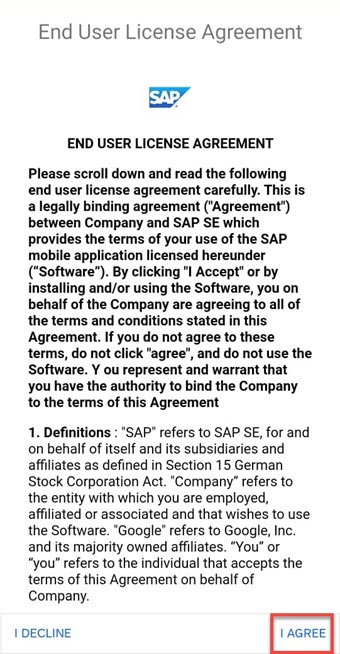 End User License Agreement
SAP
END USER LICENSE AGREEMENT
Please scroll down and read the following
end user license agreement carefully. This is
a legally binding agreement ("Agreement")
between Company and SAP SE which
provides the terms of your use of the SAP
mobile application licensed hereunder
(“Software”). By clicking "I Accept" or by
installing and/or using the Software, you on
behalf of the Company are agreeing to all of
the terms and conditions stated in this
Agreement. If you do not agree to these
terms, do not click "agree", and do not use the
Software. Y ou represent and warrant that
you have the authority to bind the Company
to the terms of this Agreement
1. Definitions : "SAP" refers to SAP SE, for and
on behalf of itself and its subsidiaries and
affiliates as defined in Section 15 German
Stock Corporation Act. "Company” refers to
the entity with which you are employed,
affiliated or associated and that wishes to use
the Software. "Google" refers to Google, Inc.
and its majority owned affiliates. “You” or
“you” refers to the individual that accepts the
terms of this Agreement on behalf of
Company.
I DECLINE
I AGREE